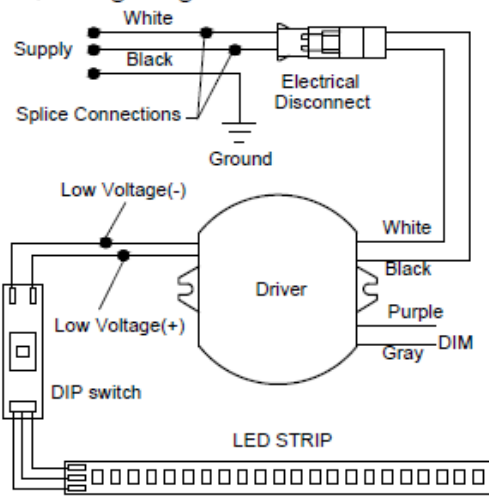 White
Supply
Black
Electrical
Disconnect
Splice Connections
Ground
Low Voltage(-)
White
Driver
Black
Low Voltage(+)
Purple
DIM
Gray
DIP switch
LED STRIP